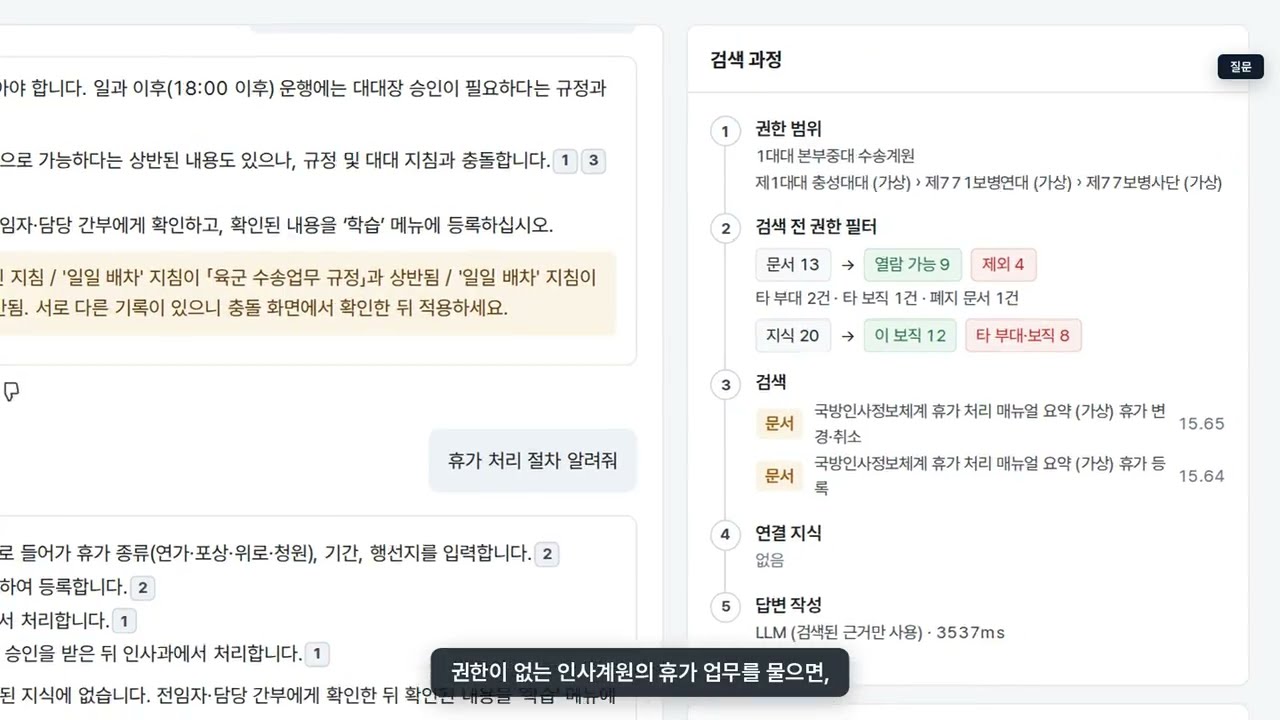 아야 합니다. 일과 이후(18:00 이후) 운행에는 대대장 승인이 필요하다는 규정과
으로 가능하다는 상반된 내용도 있으나, 규정 및 대대 지침과 충돌합니다. 1 3
임자·담당 간부에게 확인하고, 확인된 내용을 '학습' 메뉴에 등록하십시오.
지침 / '일일 배차' 지침이 「육군 수송업무 규정」과 상반됨 / '일일 배차' 지침이
반됨. 서로 다른 기록이 있으니 충돌 화면에서 확인한 뒤 적용하세요.
휴가 처리 절차 알려줘
로 들어가 휴가 종류(연가·포상·위로·청원), 기간, 행선지를 입력합니다. 2
하여 등록합니다. 2
서 처리합니다. 1
승인을 받은 뒤 인사과에서 처리합니다. 1
된 지식에 없습니다. 전임자·담당 간부에게 확인한 뒤 확인된 내용을 '학습' 메뉴에
검색 과정
질문
1 권한 범위
1대대 본부중대 수송계원
제1대대 충성대대 (가상) › 제771보병연대 (가상) › 제77보병사단 (가상)
2 검색 전 권한 필터
문서 13 → 열람 가능 9 제외 4
타 부대 2건 · 타 보직 1건 · 폐지 문서 1건
지식 20 → 이 보직 12 타 부대·보직 8
3 검색
문서 국방인사정보체계 휴가 처리 매뉴얼 요약 (가상) 휴가 변 15.65
경·취소
문서 국방인사정보체계 휴가 처리 매뉴얼 요약 (가상) 휴가 등 15.64
록
4 연결 지식
없음
5 답변 작성
LLM (검색된 근거만 사용) · 3537ms
권한이 없는 인사계원의 휴가 업무를 물으면,